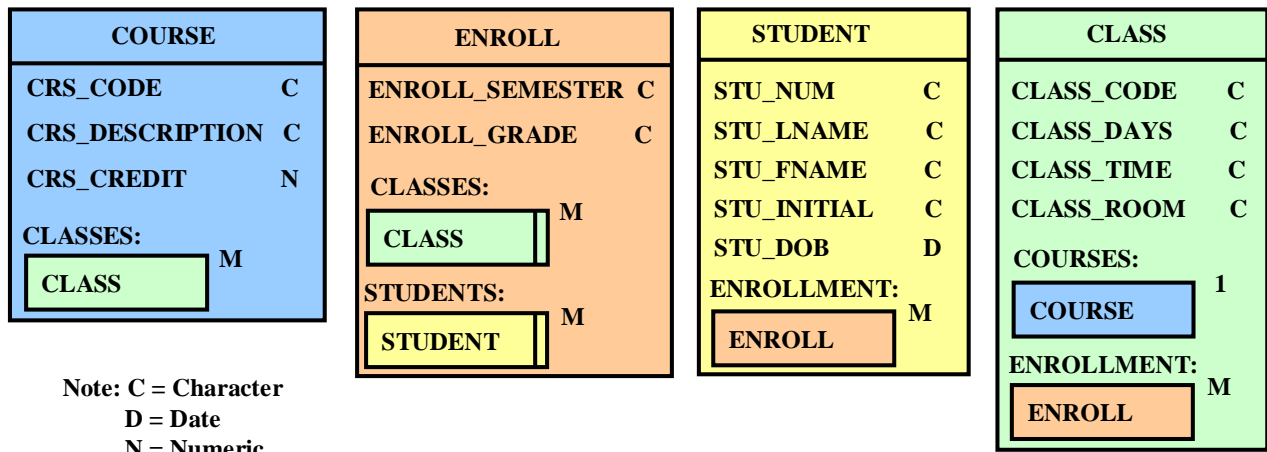 COURSE
CRS_CODE C
CRS_DESCRIPTION C
CRS_CREDIT N
CLASSES:
M
CLASS
ENROLL
ENROLL_SEMESTER C
ENROLL_GRADE C
CLASSES:
M
CLASS
STUDENTS:
M
STUDENT
STUDENT
STU_NUM C
STU_LNAME C
STU_FNAME C
STU_INITIAL C
STU_DOB D
ENROLLMENT:
M
ENROLL
CLASS
CLASS_CODE C
CLASS_DAYS C
CLASS_TIME C
CLASS_ROOM C
COURSES:
1
COURSE
ENROLLMENT:
M
ENROLL
Note: C = Character
D = Date
N = Numeric